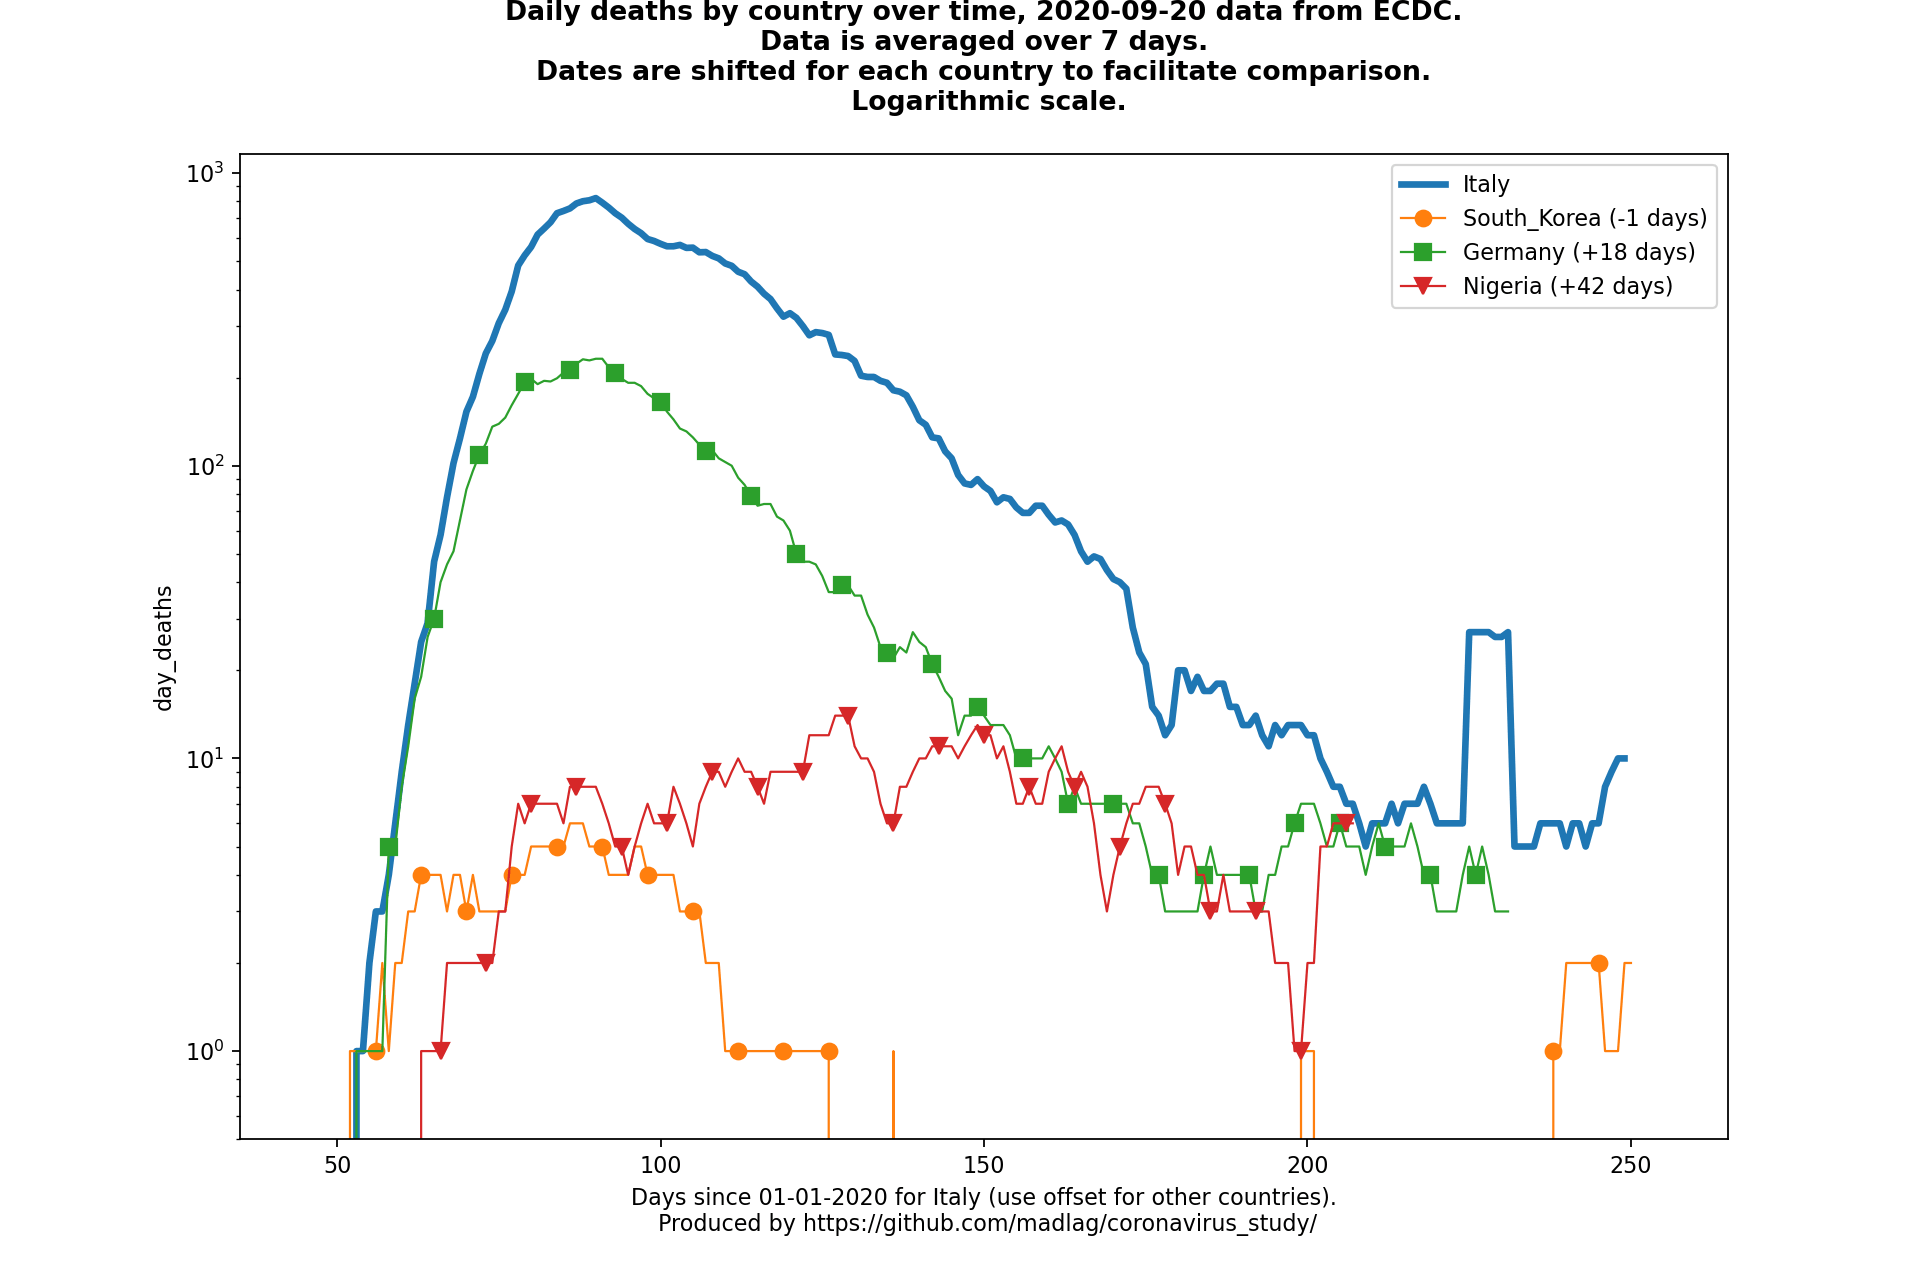 Daily deaths by country over time, 2020-09-20 data from ECDC.
Data is averaged over 7 days.
Dates are shifted for each country to facilitate comparison.
Logarithmic scale.
10³
10²
10¹
10⁰
day_deaths
Italy
South_Korea (-1 days)
Germany (+18 days)
Nigeria (+42 days)
50 100 150 200 250
Days since 01-01-2020 for Italy (use offset for other countries).
Produced by https://github.com/madlag/coronavirus_study/